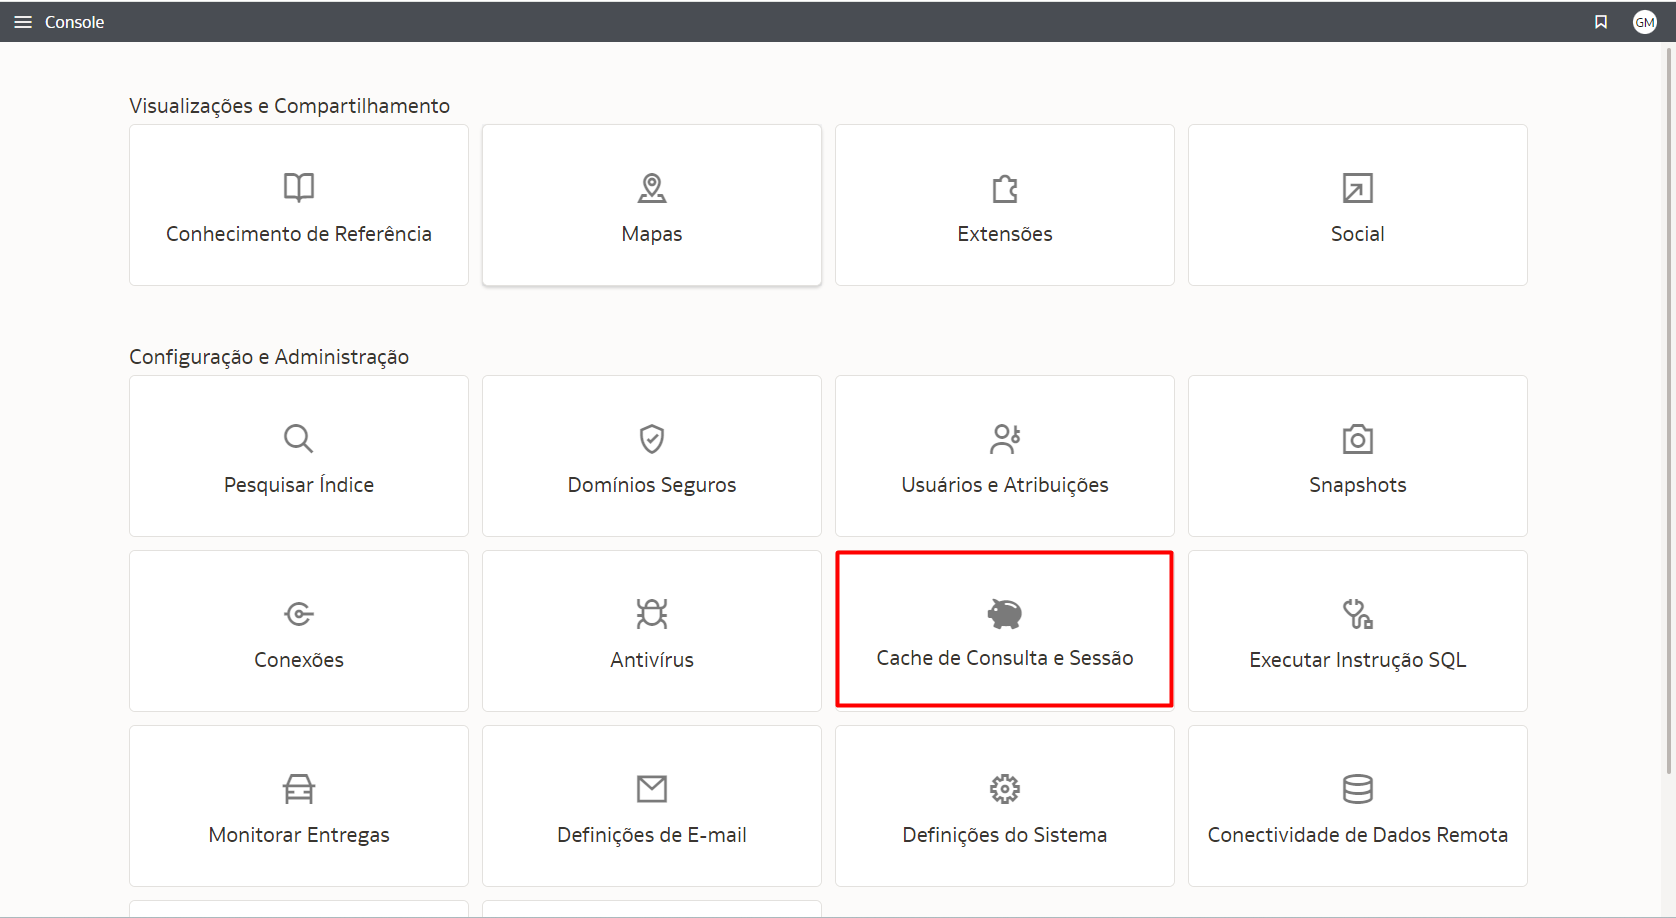 Console
GM
Visualizações e Compartilhamento
Conhecimento de Referência
Mapas
Extensões
Social
Configuração e Administração
Pesquisar Índice
Domínios Seguros
Usuários e Atribuições
Snapshots
Conexões
Antivírus
Cache de Consulta e Sessão
Executar Instrução SQL
Monitorar Entregas
Definições de E-mail
Definições do Sistema
Conectividade de Dados Remota